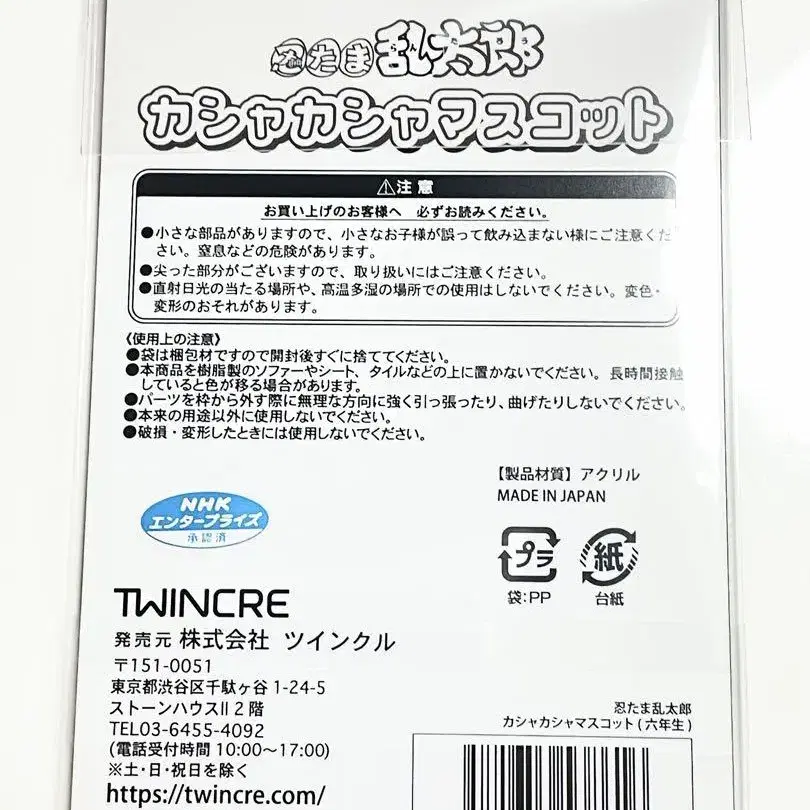 忍たま乱太郎
カシャカシャマスコット
⚠注意
お買い上げのお客様へ 必ずお読みください。
●小さな部品がありますので、小さなお子様が誤って飲み込まない様にご注意くだ
さい。窒息などの危険があります。
●尖った部分がございますので、取り扱いにはご注意ください。
●直射日光の当たる場所や、高温多湿の場所での使用はしないでください。変色・
変形のおそれがあります。
《使用上の注意》
●袋は梱包材ですので開封後すぐに捨ててください。
●本商品を樹脂製のソファーやシート、タイルなどの上に置かないでください。長時間接触
していると色が移る場合があります。
●パーツを枠から外す際に無理な方向に強く引っ張ったり、曲げたりしないでください。
●本来の用途以外に使用しないでください。
●破損・変形したときには使用しないでください。
【製品材質】アクリル
MADE IN JAPAN
NHK
エンタープライズ
承認済
プラ
袋:PP
紙
台紙
TWINCRE
発売元 株式会社 ツインクル
〒151-0051
東京都渋谷区千駄ヶ谷1-24-5
ストーンハウスII 2階
TEL03-6455-4092
(電話受付時間 10:00~17:00)
※土・日・祝日を除く
https://twincre.com/
忍たま乱太郎
カシャカシャマスコット(六年生)